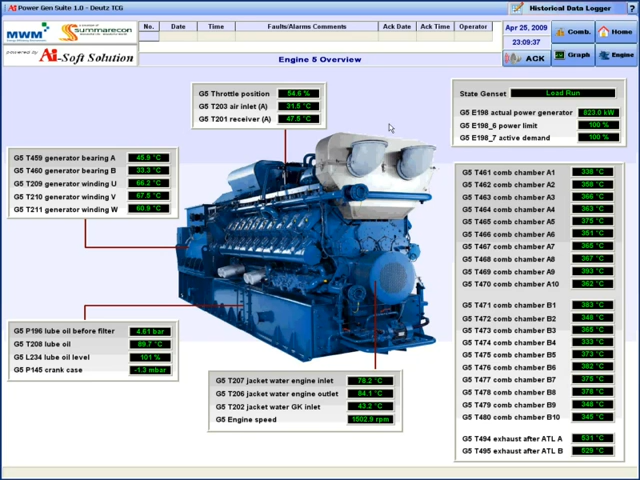 Ai Power Gen Suite 1.0 - Deutz TCG
Historical Data Logger ?
MWM
Summarecon
No. Date Time Faults/Alarms Comments Ack Date Ack Time Operator
Apr 25, 2009
23:09:37
ACK
Comb. Home
Graph Engine
powered by Ai-Soft Solution
Engine 5 Overview
G5 Throttle position 54.6 %
G5 T203 air inlet (A) 31.5 °C
G5 T201 receiver (A) 47.5 °C
State Genset Load Run
G5 E198 actual power generator 823.0 kW
G5 E198_6 power limit 100 %
G5 E198_7 active demand 100 %
G5 T459 generator bearing A 45.9 °C
G5 T460 generator bearing B 33.3 °C
G5 T209 generator winding U 66.2 °C
G5 T210 generator winding V 67.5 °C
G5 T211 generator winding W 60.9 °C
G5 T461 comb chamber A1 338 °C
G5 T462 comb chamber A2 358 °C
G5 T463 comb chamber A3 366 °C
G5 T464 comb chamber A4 363 °C
G5 T465 comb chamber A5 375 °C
G5 T466 comb chamber A6 351 °C
G5 T467 comb chamber A7 365 °C
G5 T468 comb chamber A8 397 °C
G5 T469 comb chamber A9 393 °C
G5 T470 comb chamber A10 362 °C
G5 T471 comb chamber B1 383 °C
G5 T472 comb chamber B2 348 °C
G5 T473 comb chamber B3 365 °C
G5 T474 comb chamber B4 333 °C
G5 T475 comb chamber B5 373 °C
G5 T476 comb chamber B6 382 °C
G5 T477 comb chamber B7 375 °C
G5 T478 comb chamber B8 378 °C
G5 T479 comb chamber B9 348 °C
G5 T480 comb chamber B10 345 °C
G5 T494 exhaust after ATL A 531 °C
G5 T495 exhaust after ATL B 529 °C
G5 P196 lube oil before filter 4.61 bar
G5 T208 lube oil 89.7 °C
G5 L234 lube oil level 101 %
G5 P145 crank case -1.3 mbar
G5 T207 jacket water engine inlet 78.2 °C
G5 T206 jacket water engine outlet 84.1 °C
G5 T202 jacket water GK inlet 43.2 °C
G5 Engine speed 1502.9 rpm